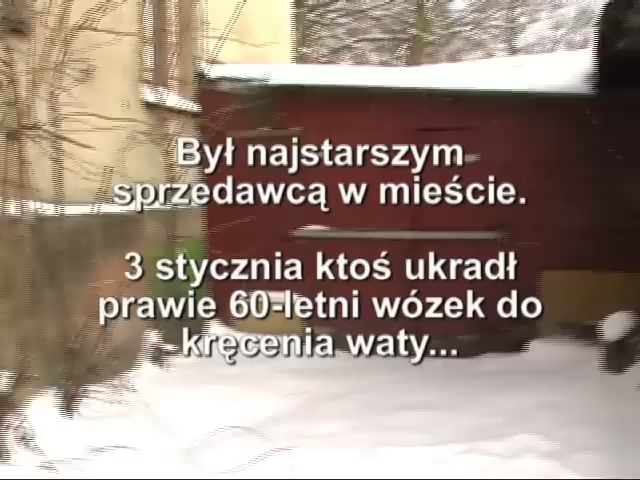 Był najstarszym
sprzedawcą w mieście.
3 stycznia ktoś ukradł
prawie 60-letni wózek do
kręcenia waty...